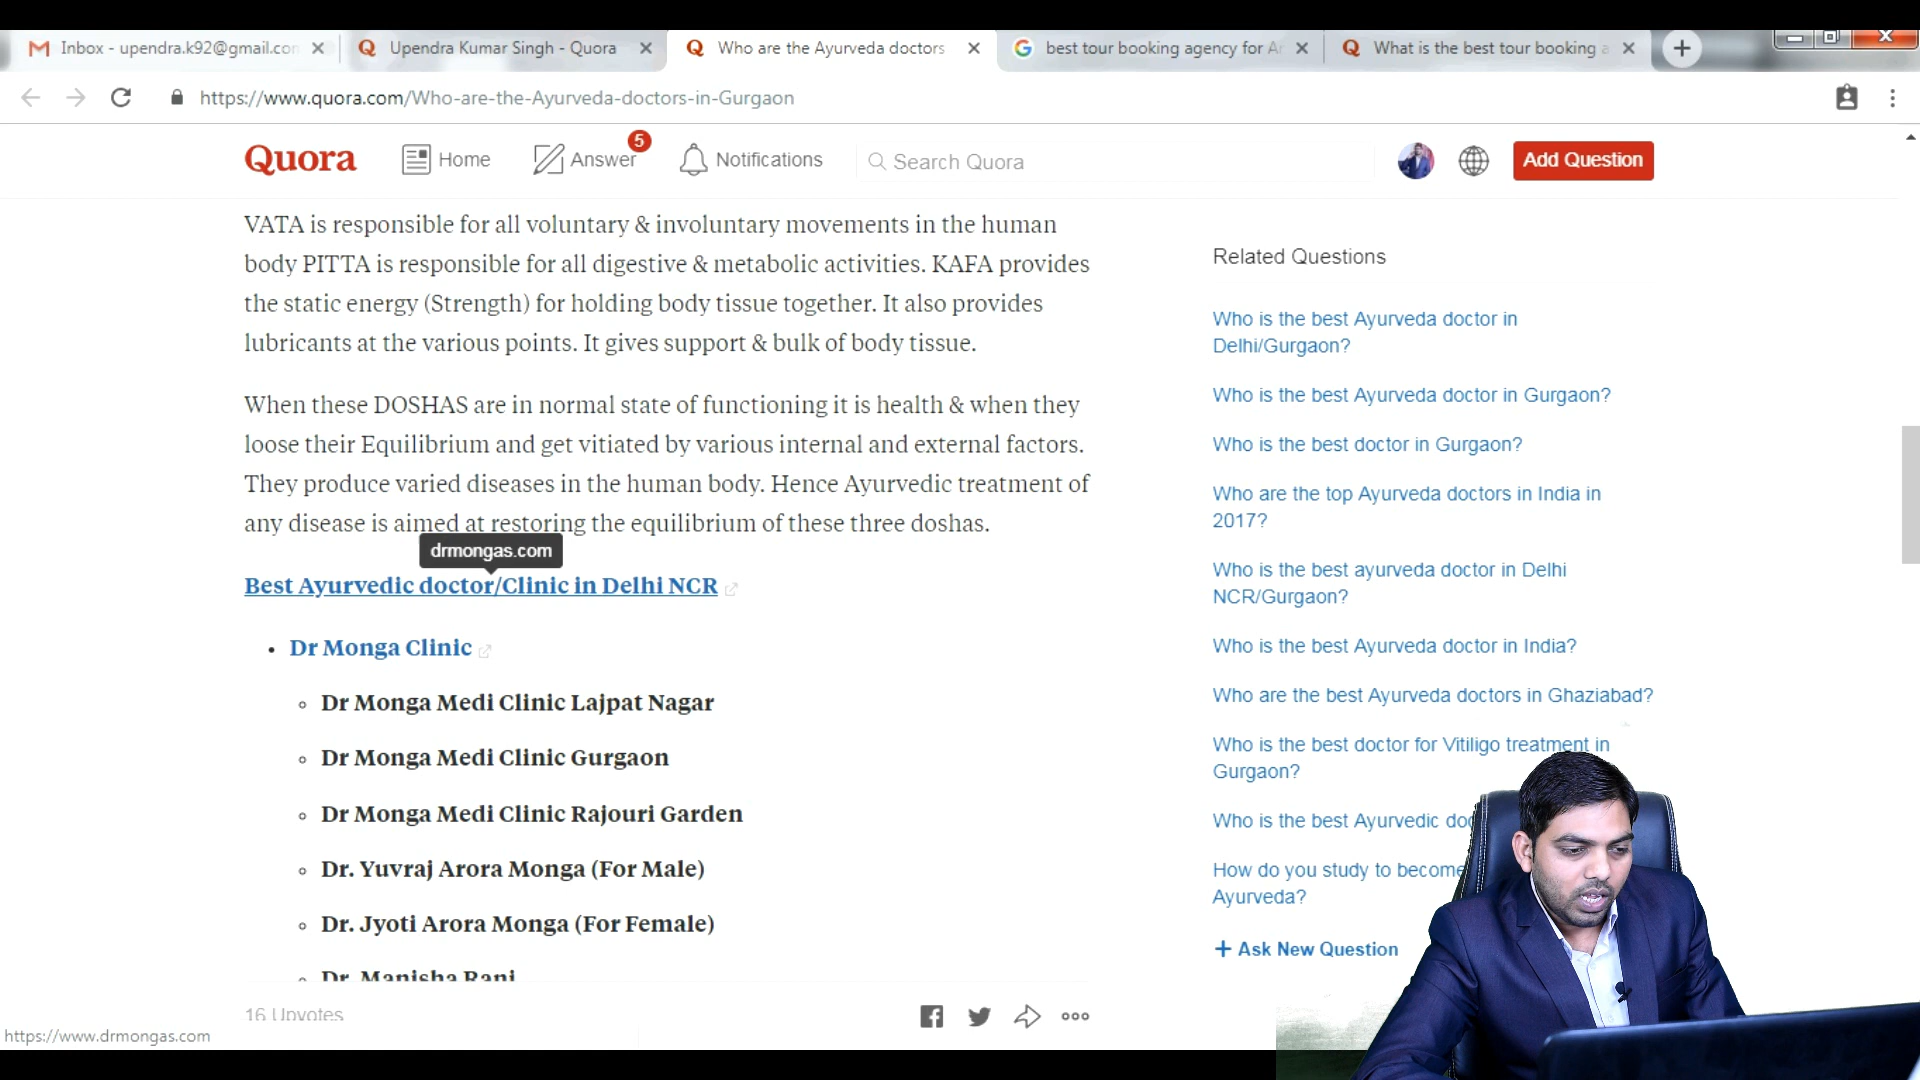 Inbox - upendra.k92@gmail.con
Upendra Kumar Singh - Quora
Who are the Ayurveda doctors
best tour booking agency for
What is the best tour booking
https://www.quora.com/Who-are-the-Ayurveda-doctors-in-Gurgaon
Quora
Home
Answer
5
Notifications
Search Quora
Add Question
VATA is responsible for all voluntary & involuntary movements in the human
body PITTA is responsible for all digestive & metabolic activities. KAFA provides
the static energy (Strength) for holding body tissue together. It also provides
lubricants at the various points. It gives support & bulk of body tissue.
When these DOSHAS are in normal state of functioning it is health & when they
loose their Equilibrium and get vitiated by various internal and external factors.
They produce varied diseases in the human body. Hence Ayurvedic treatment of
any disease is aimed at restoring the equilibrium of these three doshas.
drmongas.com
Best Ayurvedic doctor/Clinic in Delhi NCR
• Dr Monga Clinic
◦ Dr Monga Medi Clinic Lajpat Nagar
◦ Dr Monga Medi Clinic Gurgaon
◦ Dr Monga Medi Clinic Rajouri Garden
◦ Dr. Yuvraj Arora Monga (For Male)
◦ Dr. Jyoti Arora Monga (For Female)
◦ Dr. Manisha Rani
16 Upvotes
https://www.drmongas.com
Related Questions
Who is the best Ayurveda doctor in
Delhi/Gurgaon?
Who is the best Ayurveda doctor in Gurgaon?
Who is the best doctor in Gurgaon?
Who are the top Ayurveda doctors in India in
2017?
Who is the best ayurveda doctor in Delhi
NCR/Gurgaon?
Who is the best Ayurveda doctor in India?
Who are the best Ayurveda doctors in Ghaziabad?
Who is the best doctor for Vitiligo treatment in
Gurgaon?
Who is the best Ayurvedic
How do you study to become
Ayurveda?
+ Ask New Question